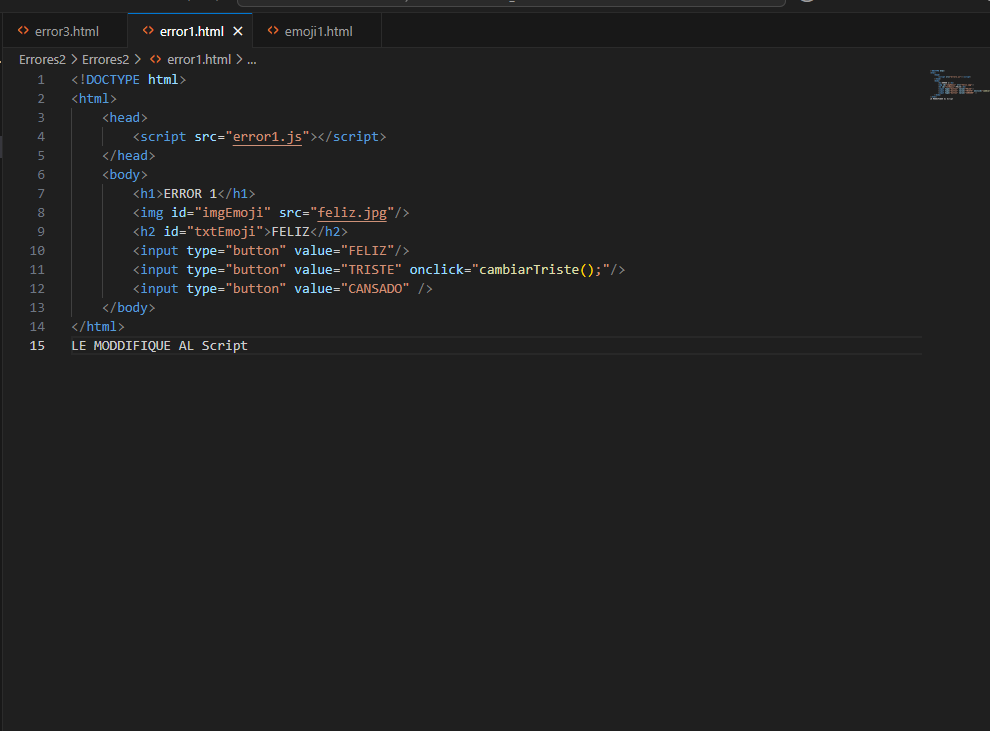 error3.html error1.html emoji1.html
Errores2 > Errores2 > error1.html > ...
1 <!DOCTYPE html>
2 <html>
3     <head>
4         <script src="error1.js"></script>
5     </head>
6     <body>
7         <h1>ERROR 1</h1>
8         <img id="imgEmoji" src="feliz.jpg"/>
9         <h2 id="txtEmoji">FELIZ</h2>
10         <input type="button" value="FELIZ"/>
11         <input type="button" value="TRISTE" onclick="cambiarTriste();"/>
12         <input type="button" value="CANSADO" />
13     </body>
14 </html>
15 LE MODDIFIQUE AL Script